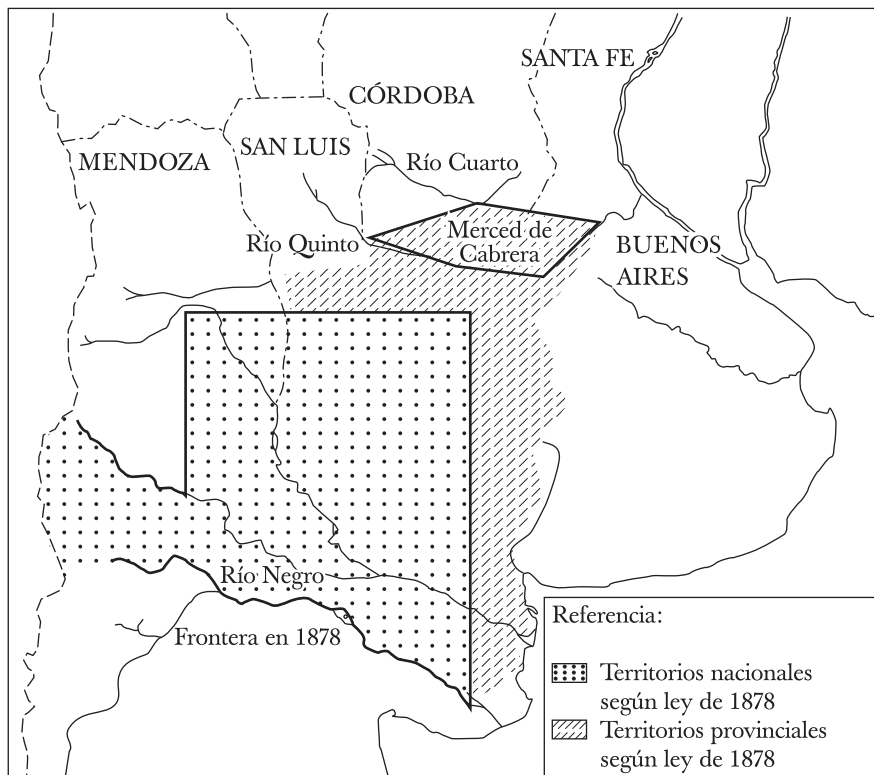 SANTA FE
CÓRDOBA
SAN LUIS
MENDOZA
Río Cuarto
Río Quinto
Merced de
Cabrera
BUENOS
AIRES
Río Negro
Frontera en 1878
Referencia:
Territorios nacionales
según ley de 1878
Territorios provinciales
según ley de 1878